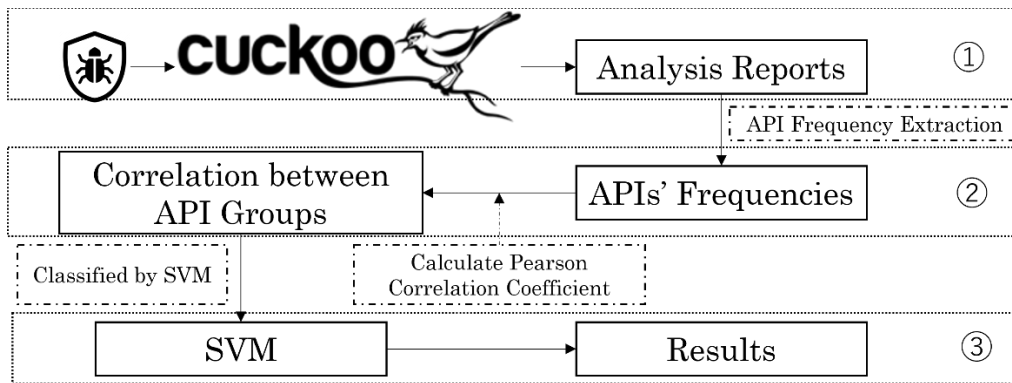 cuckoo
Analysis Reports
①
API Frequency Extraction
Correlation between
API Groups
APIs’ Frequencies
②
Classified by SVM
Calculate Pearson
Correlation Coefficient
SVM
Results
③